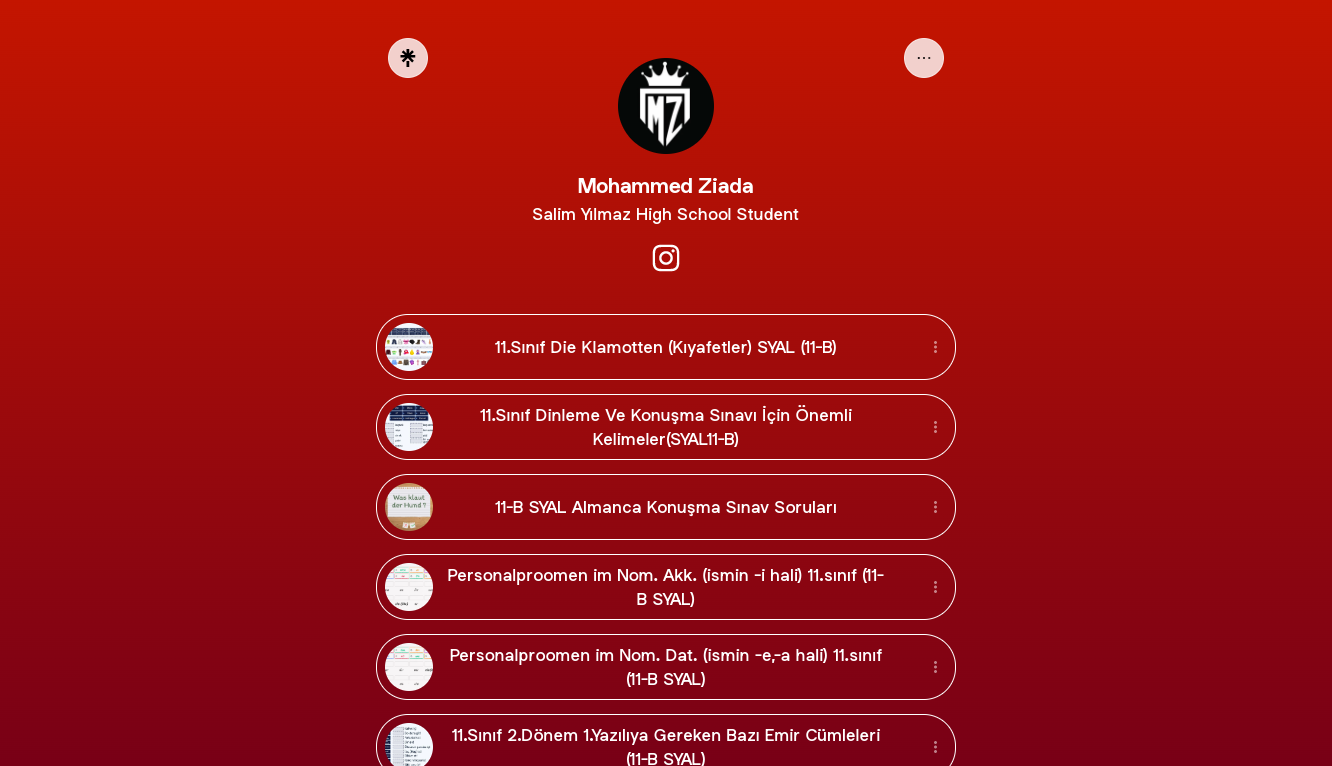 MZ
Mohammed Ziada
Salim Yılmaz High School Student
11.Sınıf Die Klamotten (Kıyafetler) SYAL (11-B)
11.Sınıf Dinleme Ve Konuşma Sınavı İçin Önemli
Kelimeler(SYAL11-B)
Was klaut
der Hund ?
11-B SYAL Almanca Konuşma Sınav Soruları
Personalproomen im Nom. Akk. (ismin -i hali) 11.sınıf (11-
B SYAL)
Personalproomen im Nom. Dat. (ismin -e,-a hali) 11.sınıf
(11-B SYAL)
11.Sınıf 2.Dönem 1.Yazılıya Gereken Bazı Emir Cümleleri
(11-B SYAL)